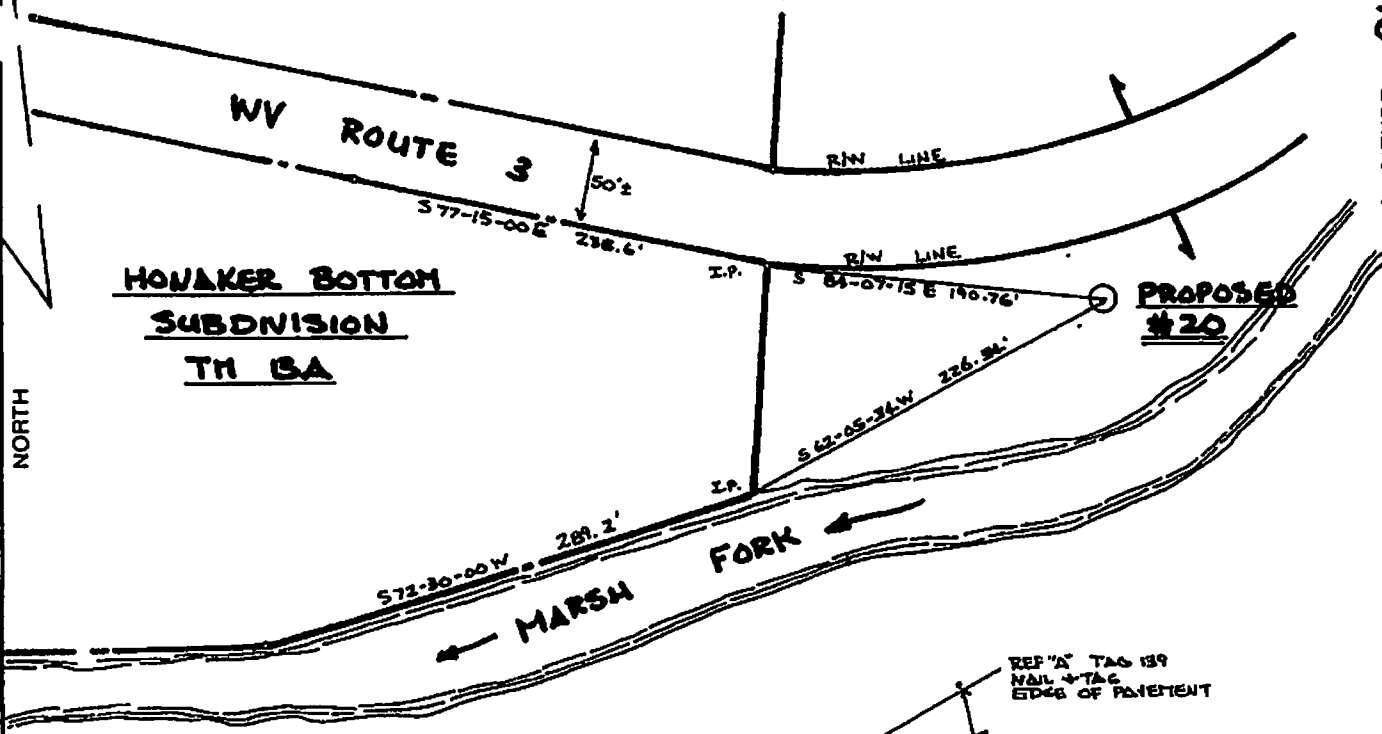 WV ROUTE 3
50'±
R/W LINE
S 77-15-00 E 238.6'
R/W LINE
I.P.
S 84-07-15 E 190.76'
HONAKER BOTTOM
SUBDIVISION
TM 13A
PROPOSED
#20
NORTH
226.34'
S 62-05-34 W
I.P.
289.2'
S 72-30-00 W
MARSH FORK
REF "A" TAG 139
NAIL + TAG
EDGE OF PAVEMENT